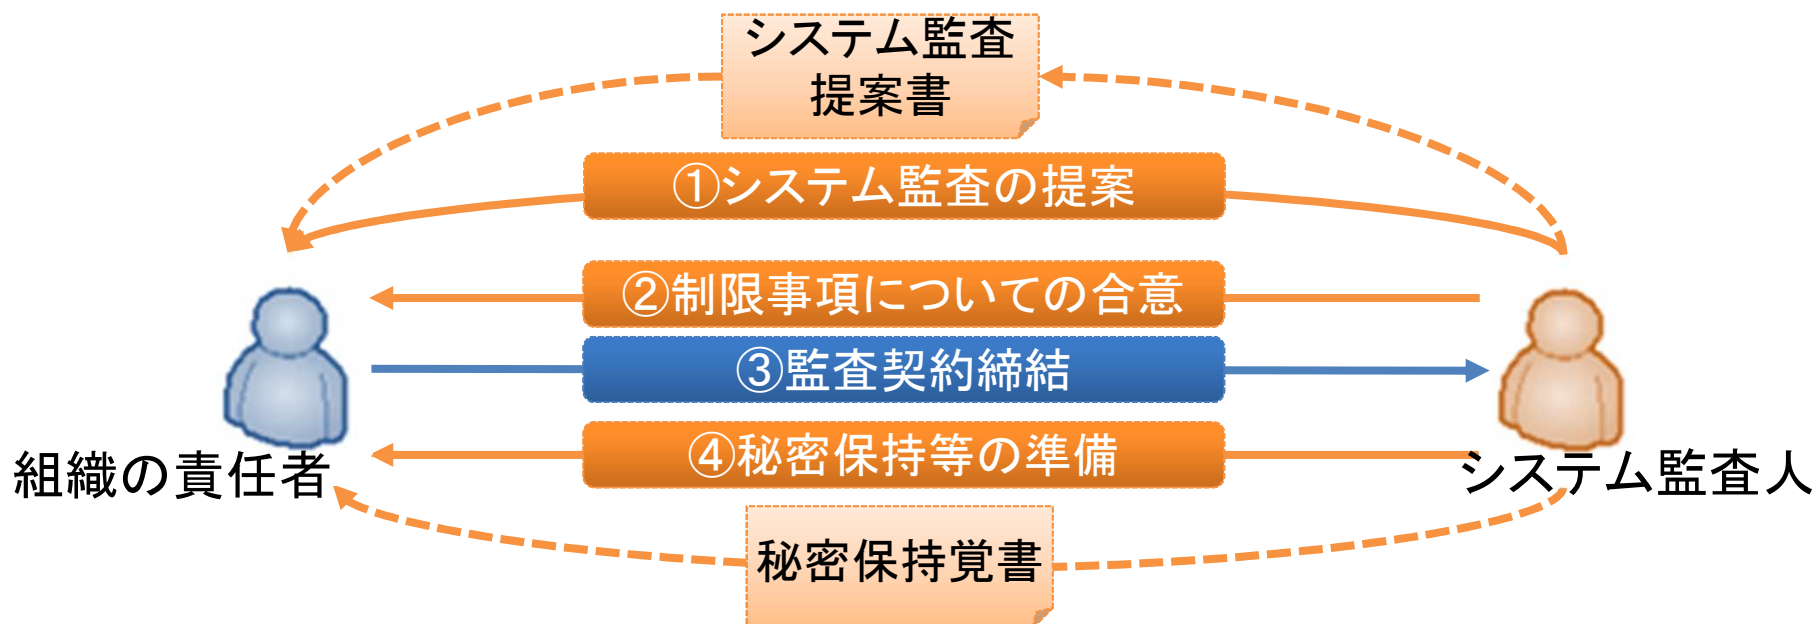 システム監査
提案書
①システム監査の提案
②制限事項についての合意
③監査契約締結
④秘密保持等の準備
組織の責任者
システム監査人
秘密保持覚書